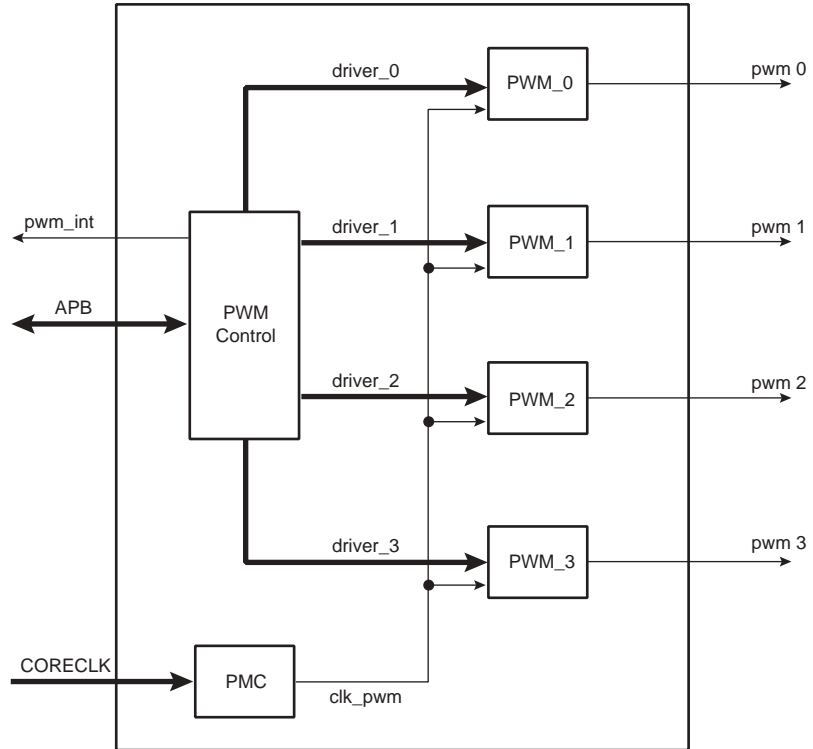 driver_0
PWM_0
pwm 0
pwm_int
driver_1
PWM_1
pwm 1
APB
PWM
Control
driver_2
PWM_2
pwm 2
driver_3
PWM_3
pwm 3
CORECLK
PMC
clk_pwm